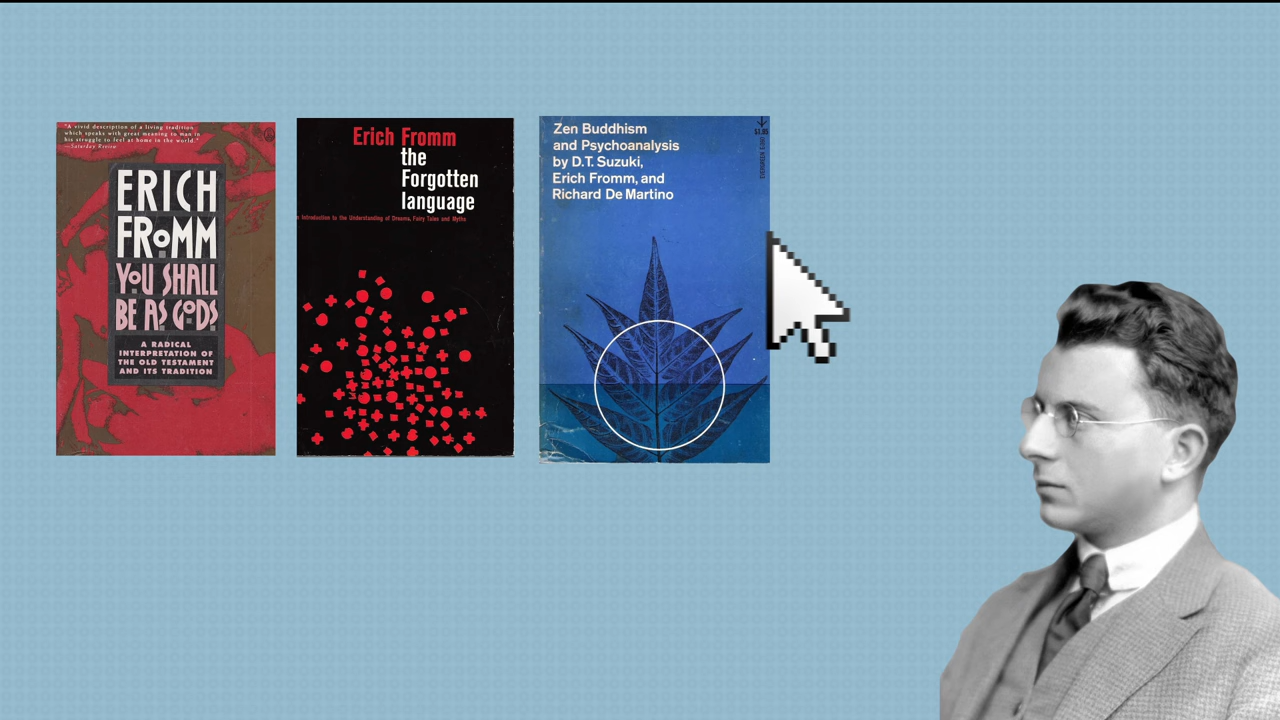 "A vivid description of a living tradition
which speaks with great meaning to man in
his struggle to feel at home in the world."
— Saturday Review
ERICH
FROMM
YOU SHALL
BE AS GODS
A RADICAL
INTERPRETATION OF
THE OLD TESTAMENT
AND ITS TRADITION
Erich Fromm
the
Forgotten
language
Introduction to the Understanding of Dreams, Fairy Tales and Myths
Zen Buddhism
and Psychoanalysis
by D.T. Suzuki,
Erich Fromm, and
Richard De Martino
$1.95